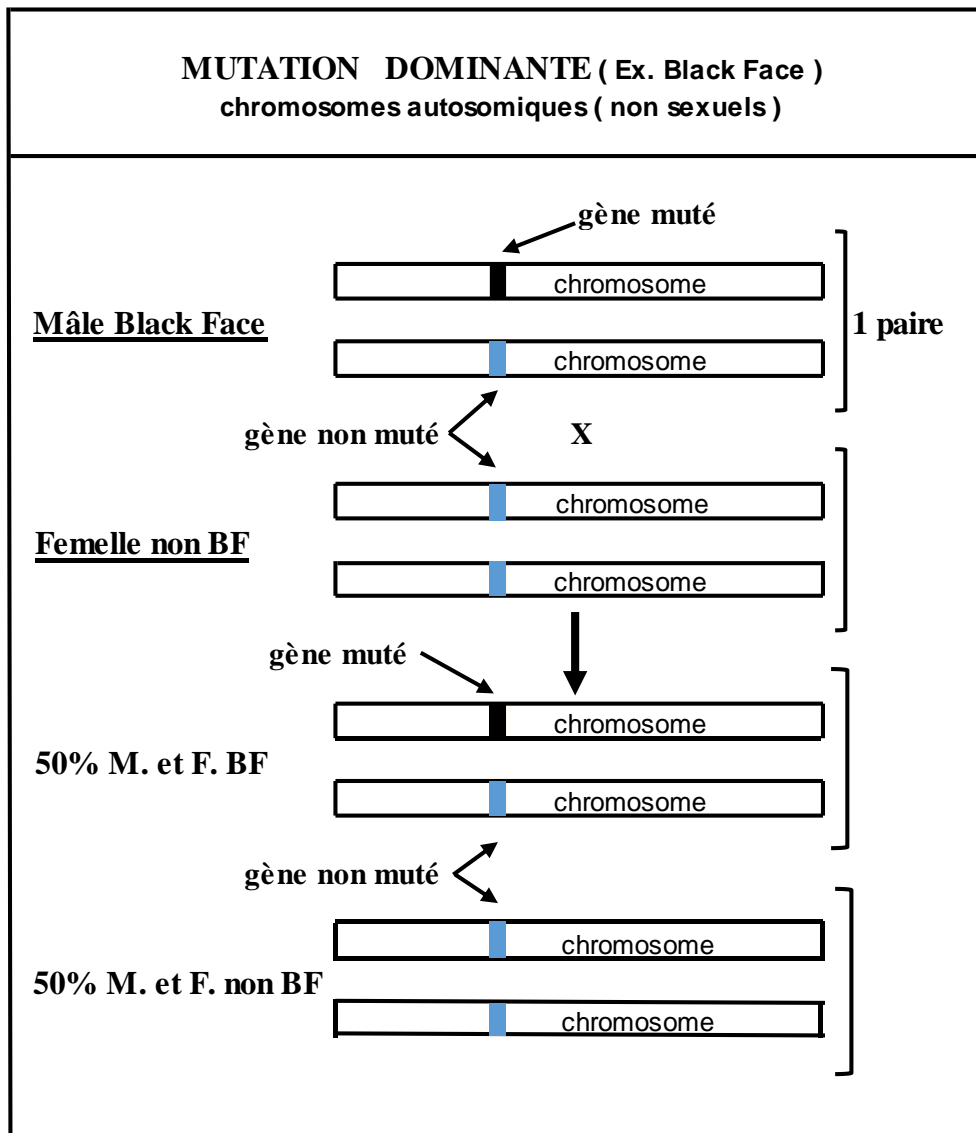 MUTATION DOMINANTE ( Ex. Black Face )
chromosomes autosomiques ( non sexuels )
gène muté
chromosome
Mâle Black Face
1 paire
chromosome
gène non muté
X
chromosome
Femelle non BF
chromosome
gène muté
chromosome
50% M. et F. BF
chromosome
gène non muté
chromosome
50% M. et F. non BF
chromosome